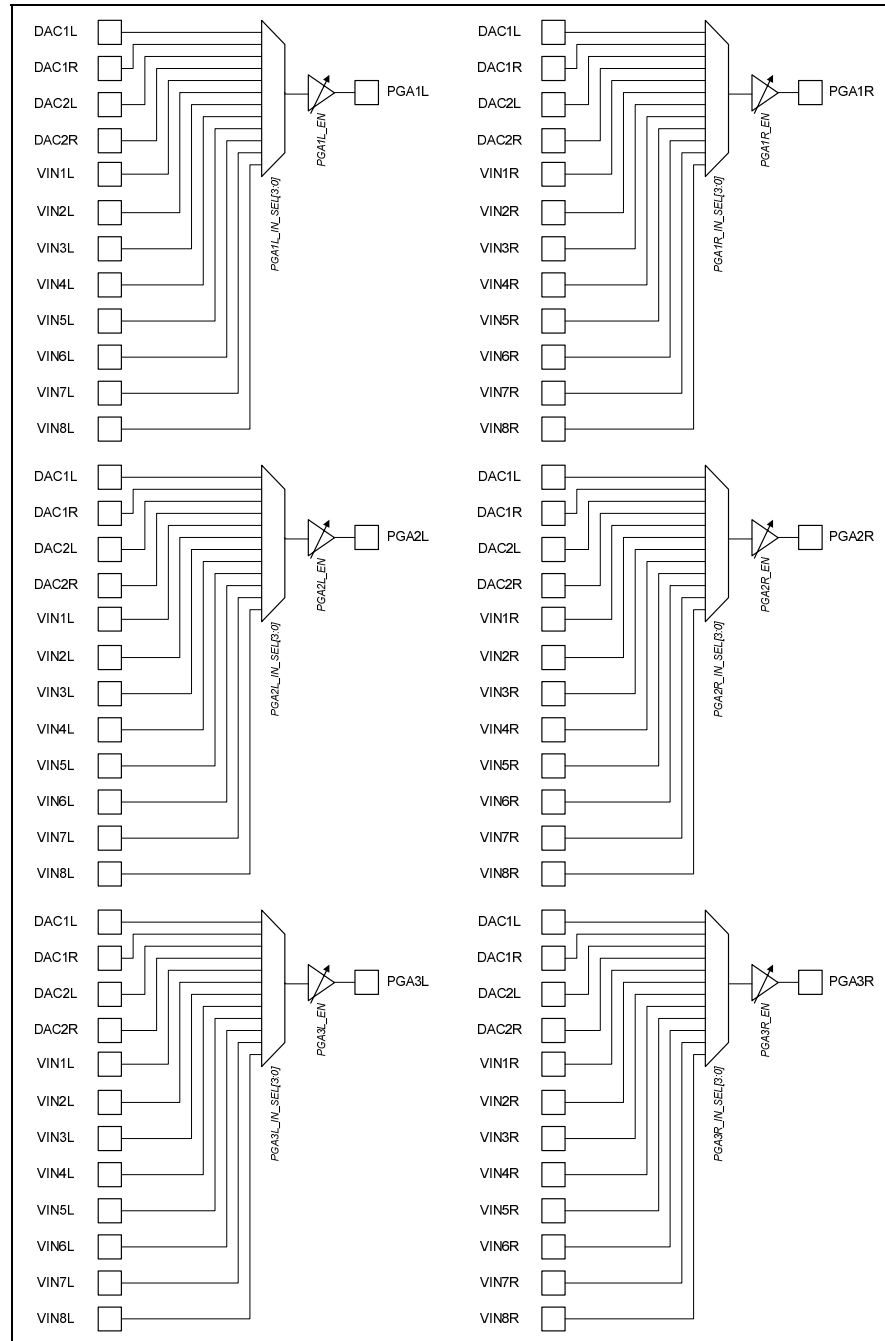 DAC1L
DAC1R
DAC2L
DAC2R
VIN1L
VIN2L
VIN3L
VIN4L
VIN5L
VIN6L
VIN7L
VIN8L
PGA1L_IN_SEL[3:0]
PGA1L_EN
PGA1L
DAC1L
DAC1R
DAC2L
DAC2R
VIN1R
VIN2R
VIN3R
VIN4R
VIN5R
VIN6R
VIN7R
VIN8R
PGA1R_IN_SEL[3:0]
PGA1R_EN
PGA1R
DAC1L
DAC1R
DAC2L
DAC2R
VIN1L
VIN2L
VIN3L
VIN4L
VIN5L
VIN6L
VIN7L
VIN8L
PGA2L_IN_SEL[3:0]
PGA2L_EN
PGA2L
DAC1L
DAC1R
DAC2L
DAC2R
VIN1R
VIN2R
VIN3R
VIN4R
VIN5R
VIN6R
VIN7R
VIN8R
PGA2R_IN_SEL[3:0]
PGA2R_EN
PGA2R
DAC1L
DAC1R
DAC2L
DAC2R
VIN1L
VIN2L
VIN3L
VIN4L
VIN5L
VIN6L
VIN7L
VIN8L
PGA3L_IN_SEL[3:0]
PGA3L_EN
PGA3L
DAC1L
DAC1R
DAC2L
DAC2R
VIN1R
VIN2R
VIN3R
VIN4R
VIN5R
VIN6R
VIN7R
VIN8R
PGA3R_IN_SEL[3:0]
PGA3R_EN
PGA3R